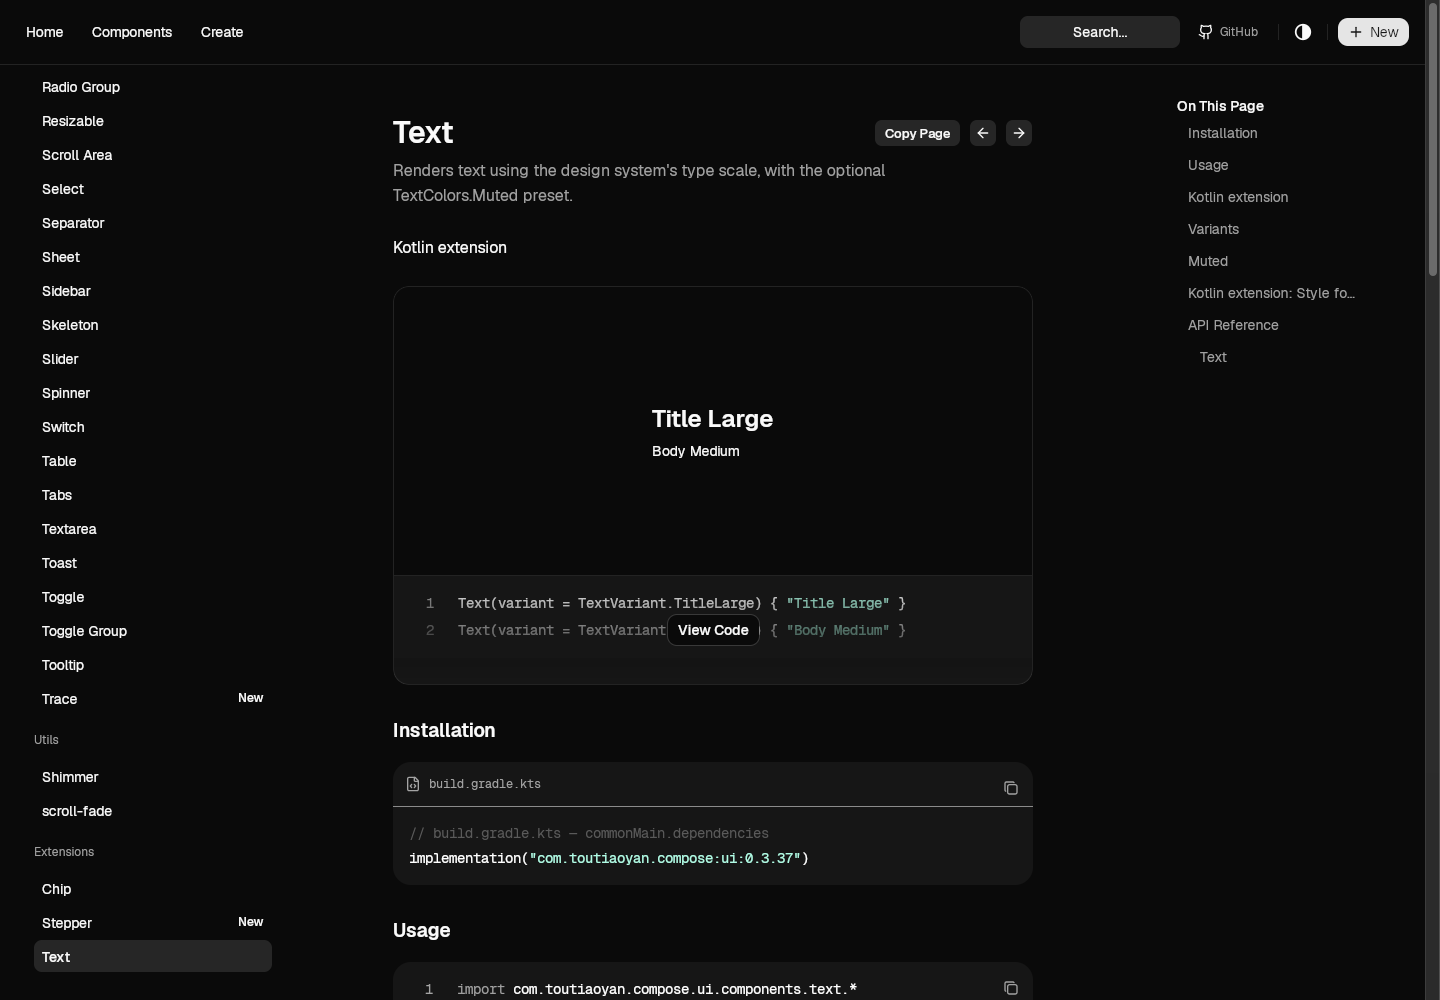 Home
Components
Create
Search...
GitHub
New
Radio Group
Resizable
Scroll Area
Select
Separator
Sheet
Sidebar
Skeleton
Slider
Spinner
Switch
Table
Tabs
Textarea
Toast
Toggle
Toggle Group
Tooltip
Trace New
Utils
Shimmer
scroll-fade
Extensions
Chip
Stepper New
Text
Text
Copy Page
Renders text using the design system's type scale, with the optional
TextColors.Muted preset.
Kotlin extension
Title Large
Body Medium
1 Text(variant = TextVariant.TitleLarge) { "Title Large" }
2 Text(variant = TextVariant ) { "Body Medium" }
View Code
Installation
build.gradle.kts
// build.gradle.kts — commonMain.dependencies
implementation("com.toutiaoyan.compose:ui:0.3.37")
Usage
1 import com.toutiaoyan.compose.ui.components.text.*
On This Page
Installation
Usage
Kotlin extension
Variants
Muted
Kotlin extension: Style fo...
API Reference
Text